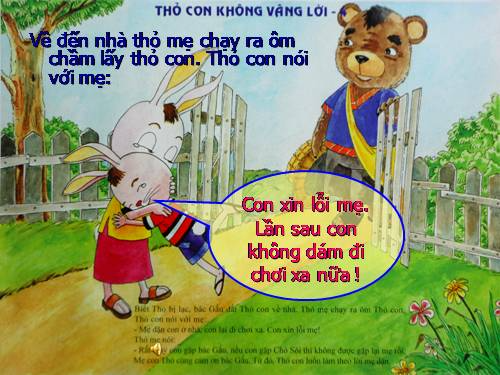 THỎ CON KHÔNG VÂNG LỜI - 4
Về đến nhà thỏ mẹ chạy ra ôm
chầm lấy thỏ con. Thỏ con nói
với mẹ:
Con xin lỗi mẹ.
Lần sau con
không dám đi
chơi xa nữa !
Biết Thỏ bị lạc, bác Gấu dắt Thỏ con về nhà. Thỏ mẹ chạy ra ôm Thỏ con.
Thỏ con nói với mẹ:
- Mẹ dặn con ở nhà, con lại đi chơi xa. Con xin lỗi mẹ!
Thỏ mẹ nói:
- may con gặp bác Gấu, nếu con gặp Chó Sói thì không được gặp lại mẹ rồi.
Mẹ con Thỏ cùng cảm ơn bác Gấu. Từ đó, Thỏ con luôn làm theo lời mẹ dặn.